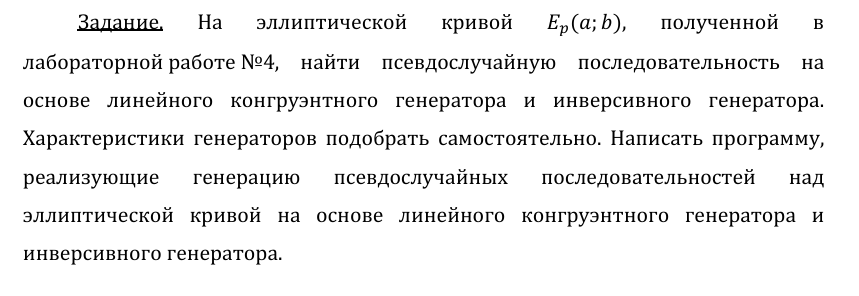 Задание. На эллиптической кривой E_p(a; b), полученной в
лабораторной работе №4, найти псевдослучайную последовательность на
основе линейного конгруэнтного генератора и инверсивного генератора.
Характеристики генераторов подобрать самостоятельно. Написать программу,
реализующие генерацию псевдослучайных последовательностей над
эллиптической кривой на основе линейного конгруэнтного генератора и
инверсивного генератора.